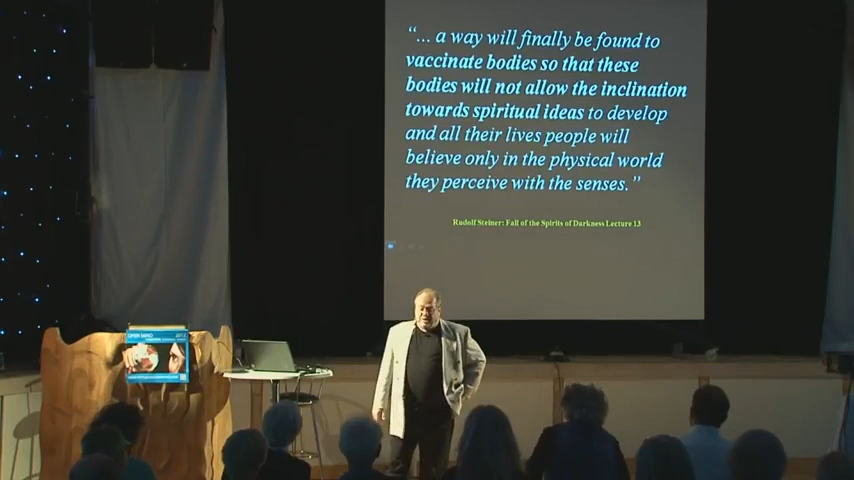 “... a way will finally be found to
vaccinate bodies so that these
bodies will not allow the inclination
towards spiritual ideas to develop
and all their lives people will
believe only in the physical world
they perceive with the senses.”
Rudolf Steiner: Fall of the Spirits of Darkness Lecture 13
OPEN MIND